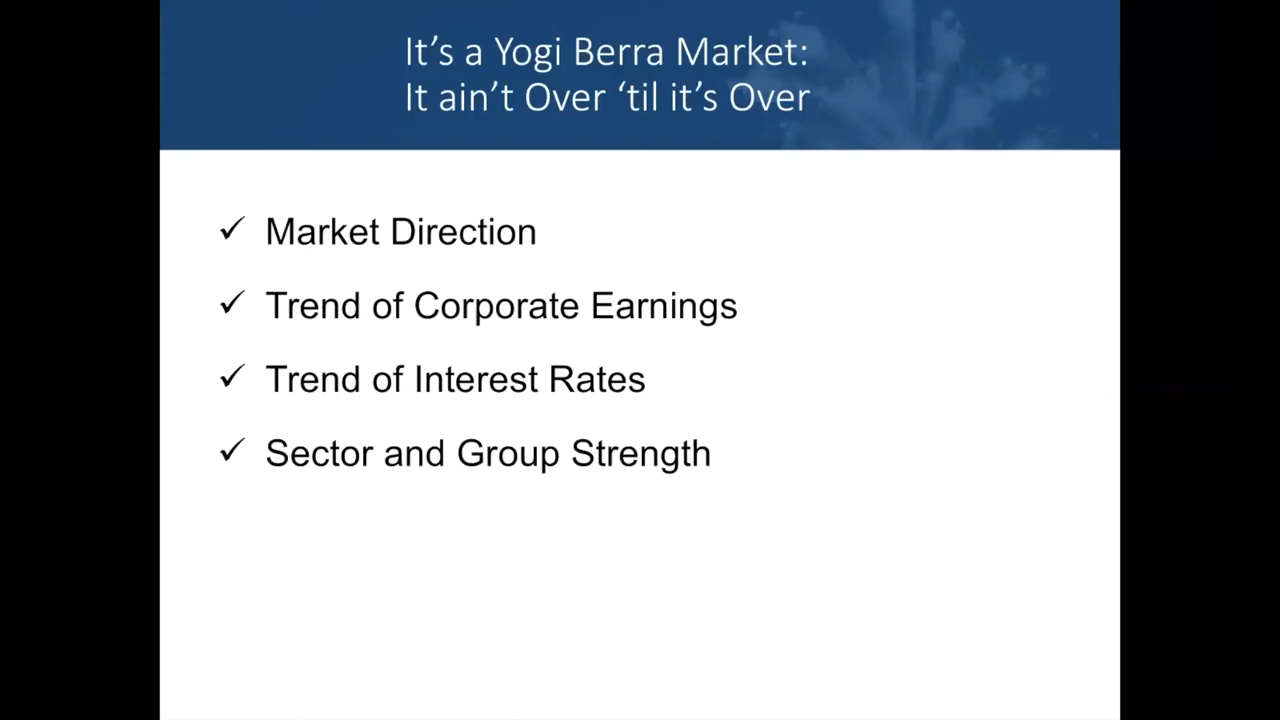 It’s a Yogi Berra Market:
It ain’t Over ‘til it’s Over
✓ Market Direction
✓ Trend of Corporate Earnings
✓ Trend of Interest Rates
✓ Sector and Group Strength